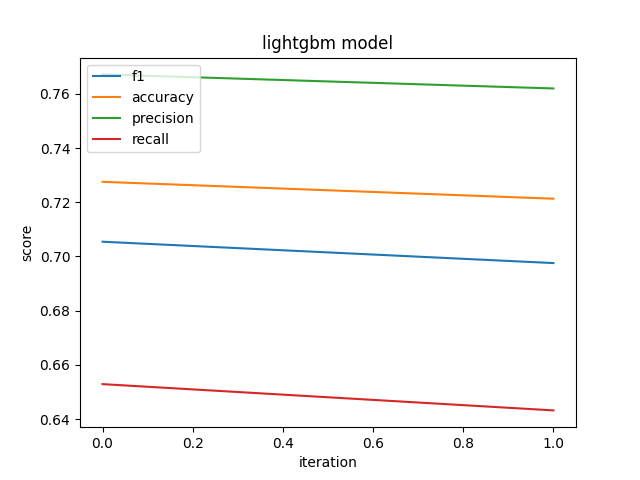 lightgbm model
f1
accuracy
precision
recall
score
0.76
0.74
0.72
0.70
0.68
0.66
0.64
0.0 0.2 0.4 0.6 0.8 1.0
iteration